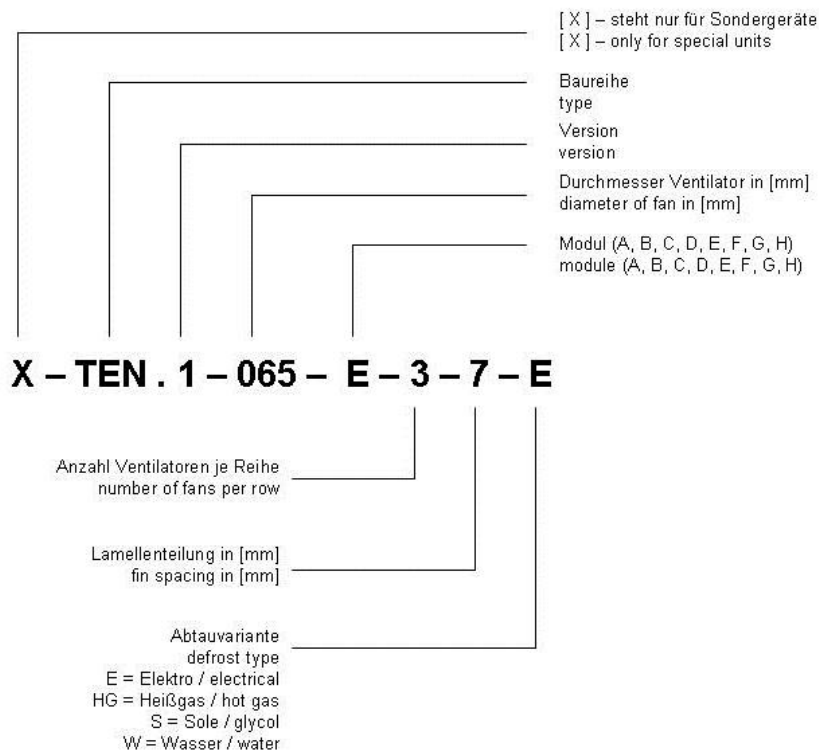 [ X ] – steht nur für Sondergeräte
[ X ] – only for special units
Baureihe
type
Version
version
Durchmesser Ventilator in [mm]
diameter of fan in [mm]
Modul (A, B, C, D, E, F, G, H)
module (A, B, C, D, E, F, G, H)
X – TEN . 1 – 065 – E – 3 – 7 – E
Anzahl Ventilatoren je Reihe
number of fans per row
Lamellenteilung in [mm]
fin spacing in [mm]
Abtauvariante
defrost type
E = Elektro / electrical
HG = Heißgas / hot gas
S = Sole / glycol
W = Wasser / water